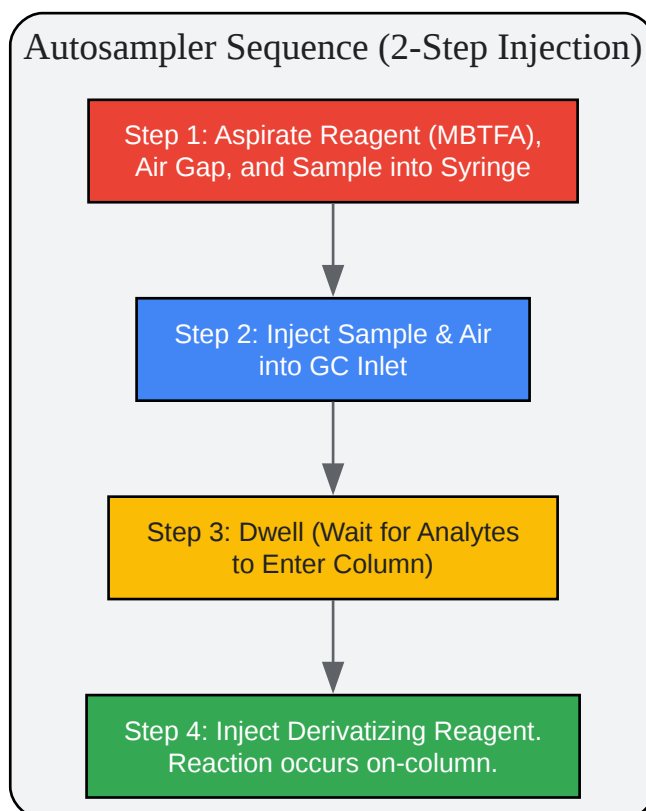 Autosampler Sequence (2-Step Injection)
Step 1: Aspirate Reagent (MBTFA),
Air Gap, and Sample into Syringe
Step 2: Inject Sample & Air
into GC Inlet
Step 3: Dwell (Wait for Analytes
to Enter Column)
Step 4: Inject Derivatizing Reagent.
Reaction occurs on-column.